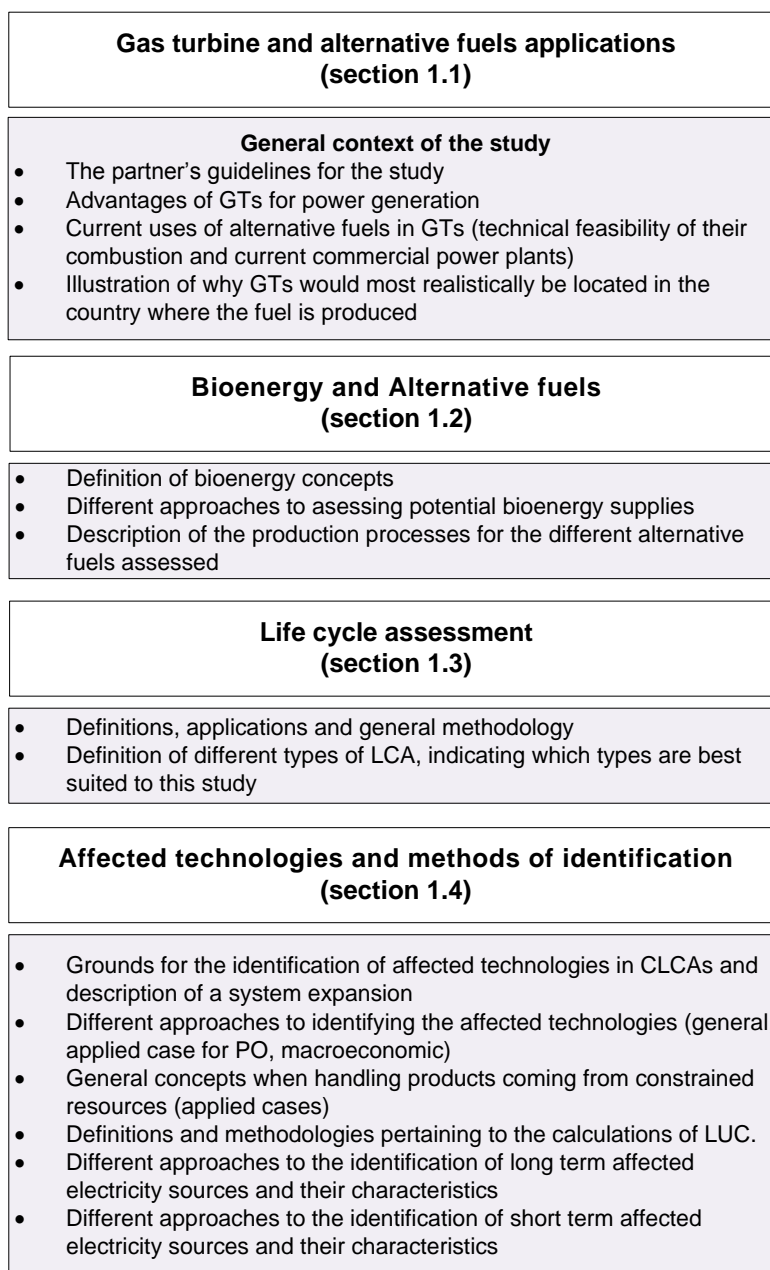 Gas turbine and alternative fuels applications
(section 1.1)
General context of the study
• The partner's guidelines for the study
• Advantages of GTs for power generation
• Current uses of alternative fuels in GTs (technical feasibility of their
combustion and current commercial power plants)
• Illustration of why GTs would most realistically be located in the
country where the fuel is produced
Bioenergy and Alternative fuels
(section 1.2)
• Definition of bioenergy concepts
• Different approaches to asessing potential bioenergy supplies
• Description of the production processes for the different alternative
fuels assessed
Life cycle assessment
(section 1.3)
• Definitions, applications and general methodology
• Definition of different types of LCA, indicating which types are best
suited to this study
Affected technologies and methods of identification
(section 1.4)
• Grounds for the identification of affected technologies in CLCAs and
description of a system expansion
• Different approaches to identifying the affected technologies (general
applied case for PO, macroeconomic)
• General concepts when handling products coming from constrained
resources (applied cases)
• Definitions and methodologies pertaining to the calculations of LUC.
• Different approaches to the identification of long term affected
electricity sources and their characteristics
• Different approaches to the identification of short term affected
electricity sources and their characteristics